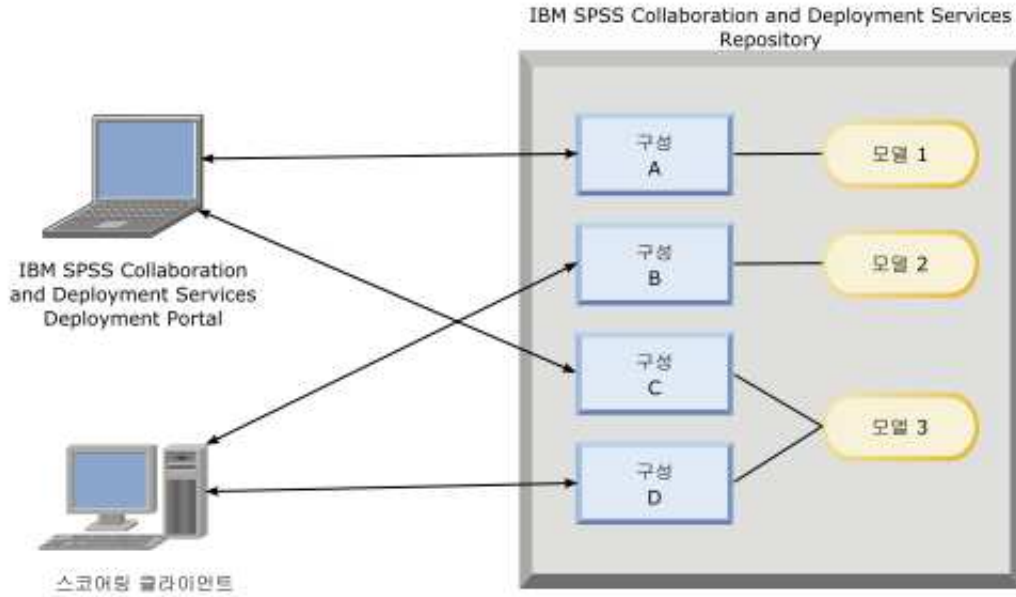 IBM SPSS Collaboration and Deployment Services
Repository
구성
A
모델 1
구성
B
모델 2
구성
C
모델 3
구성
D
IBM SPSS Collaboration
and Deployment Services
Deployment Portal
스코어링 클라이언트